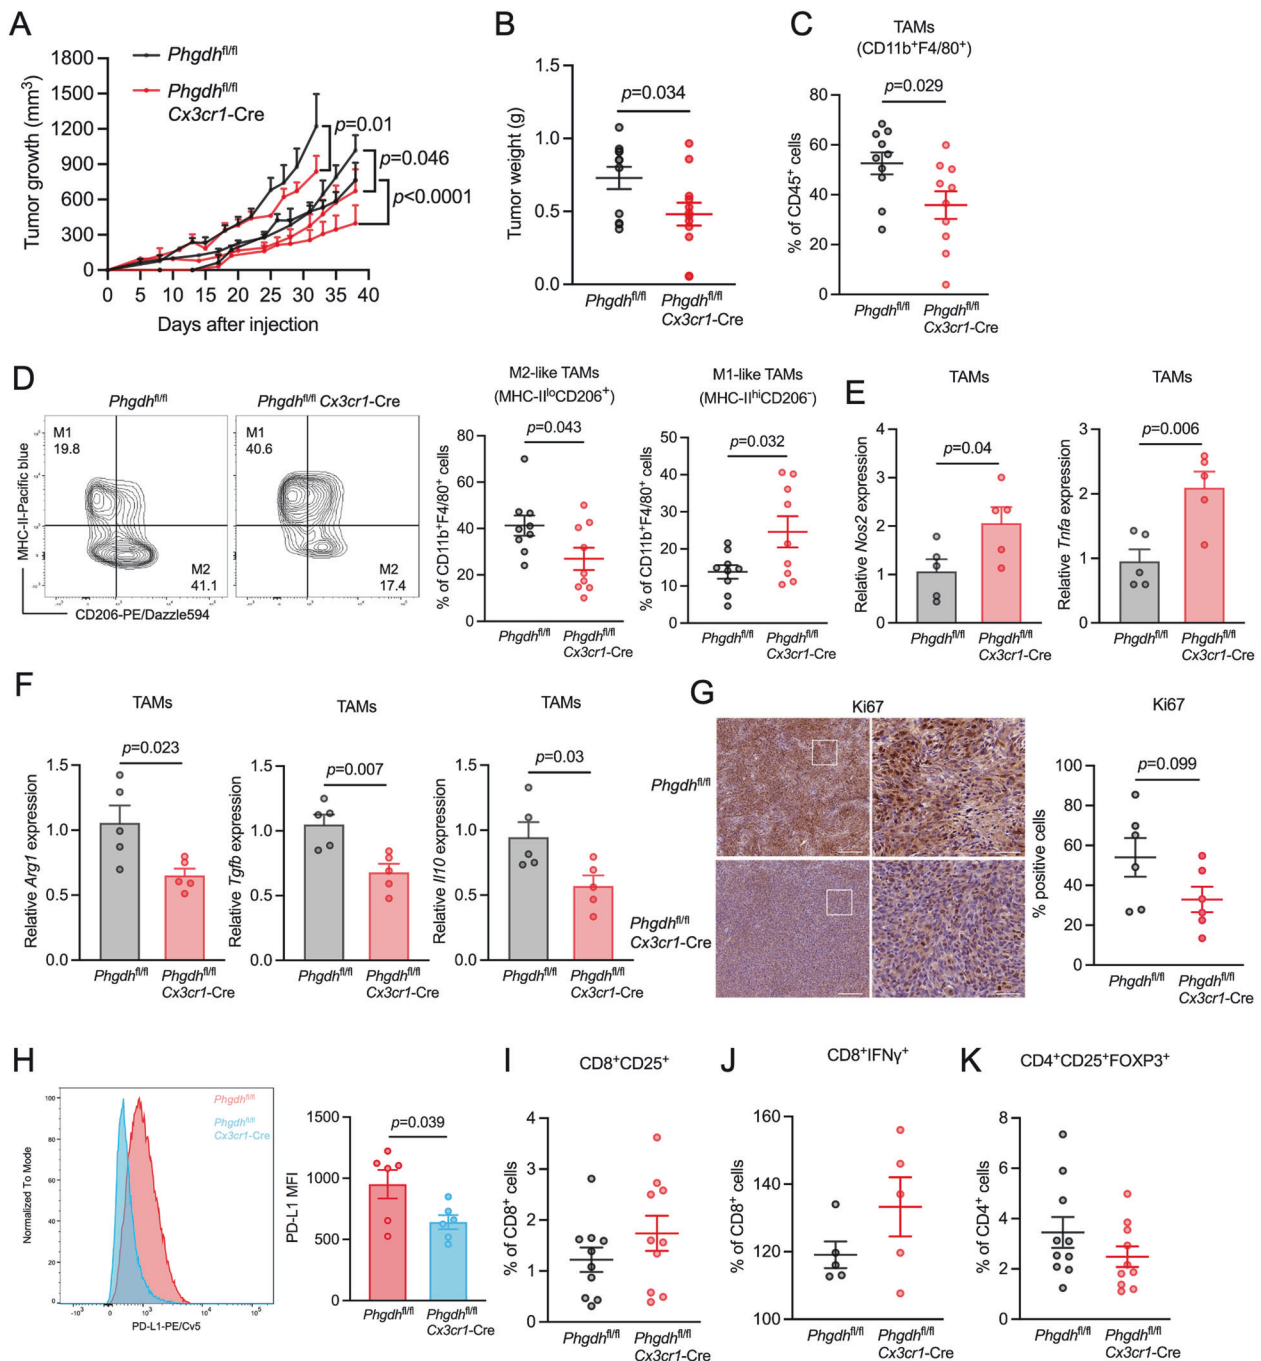 A
Phgdhfl/fl
Phgdhfl/fl
Cx3cr1-Cre
Tumor growth (mm3)
1800
1500
1200
900
600
300
0
p=0.01
p=0.046
p<0.0001
0 5 10 15 20 25 30 35 40
Days after injection
B
Tumor weight (g)
1.5
1.0
0.5
0.0
p=0.034
Phgdhfl/fl Phgdhfl/fl
Cx3cr1-Cre
C
TAMs
(CD11b+F4/80+)
% of CD45+ cells
80
60
40
20
0
p=0.029
Phgdhfl/fl Phgdhfl/fl
Cx3cr1-Cre
D
Phgdhfl/fl
Phgdhfl/fl Cx3cr1-Cre
M1
19.8
M2
41.1
M1
40.6
M2
17.4
MHC-II-Pacific blue
CD206-PE/Dazzle594
M2-like TAMs
(MHC-IIloCD206+)
% of CD11b+F4/80+ cells
80
60
40
20
0
p=0.043
Phgdhfl/fl Phgdhfl/fl
Cx3cr1-Cre
M1-like TAMs
(MHC-IIhiCD206-)
% of CD11b+F4/80+ cells
50
40
30
20
10
0
p=0.032
Phgdhfl/fl Phgdhfl/fl
Cx3cr1-Cre
E
TAMs
Relative Nos2 expression
4
3
2
1
0
p=0.04
Phgdhfl/fl Phgdhfl/fl
Cx3cr1-Cre
TAMs
Relative Tnfa expression
3
2
1
0
p=0.006
Phgdhfl/fl Phgdhfl/fl
Cx3cr1-Cre
F
TAMs
Relative Arg1 expression
1.5
1.0
0.5
0.0
p=0.023
Phgdhfl/fl Phgdhfl/fl
Cx3cr1-Cre
TAMs
Relative Tgfb expression
1.5
1.0
0.5
0.0
p=0.007
Phgdhfl/fl Phgdhfl/fl
Cx3cr1-Cre
TAMs
Relative Il10 expression
1.5
1.0
0.5
0.0
p=0.03
Phgdhfl/fl Phgdhfl/fl
Cx3cr1-Cre
G
Ki67
Phgdhfl/fl
Phgdhfl/fl
Cx3cr1-Cre
Ki67
% positive cells
100
80
60
40
20
0
p=0.099
Phgdhfl/fl Phgdhfl/fl
Cx3cr1-Cre
H
Phgdhfl/fl
Phgdhfl/fl
Cx3cr1-Cre
Normalized To Mode
100
80
60
40
20
0
-103 0 103 104 105
PD-L1-PE/Cv5
PD-L1 MFI
1500
1000
500
0
p=0.039
Phgdhfl/fl Phgdhfl/fl
Cx3cr1-Cre
I
CD8+CD25+
% of CD8+ cells
4
3
2
1
0
Phgdhfl/fl Phgdhfl/fl
Cx3cr1-Cre
J
CD8+IFNγ+
% of CD8+ cells
160
140
120
100
Phgdhfl/fl Phgdhfl/fl
Cx3cr1-Cre
K
CD4+CD25+FOXP3+
% of CD4+ cells
8
6
4
2
0
Phgdhfl/fl Phgdhfl/fl
Cx3cr1-Cre